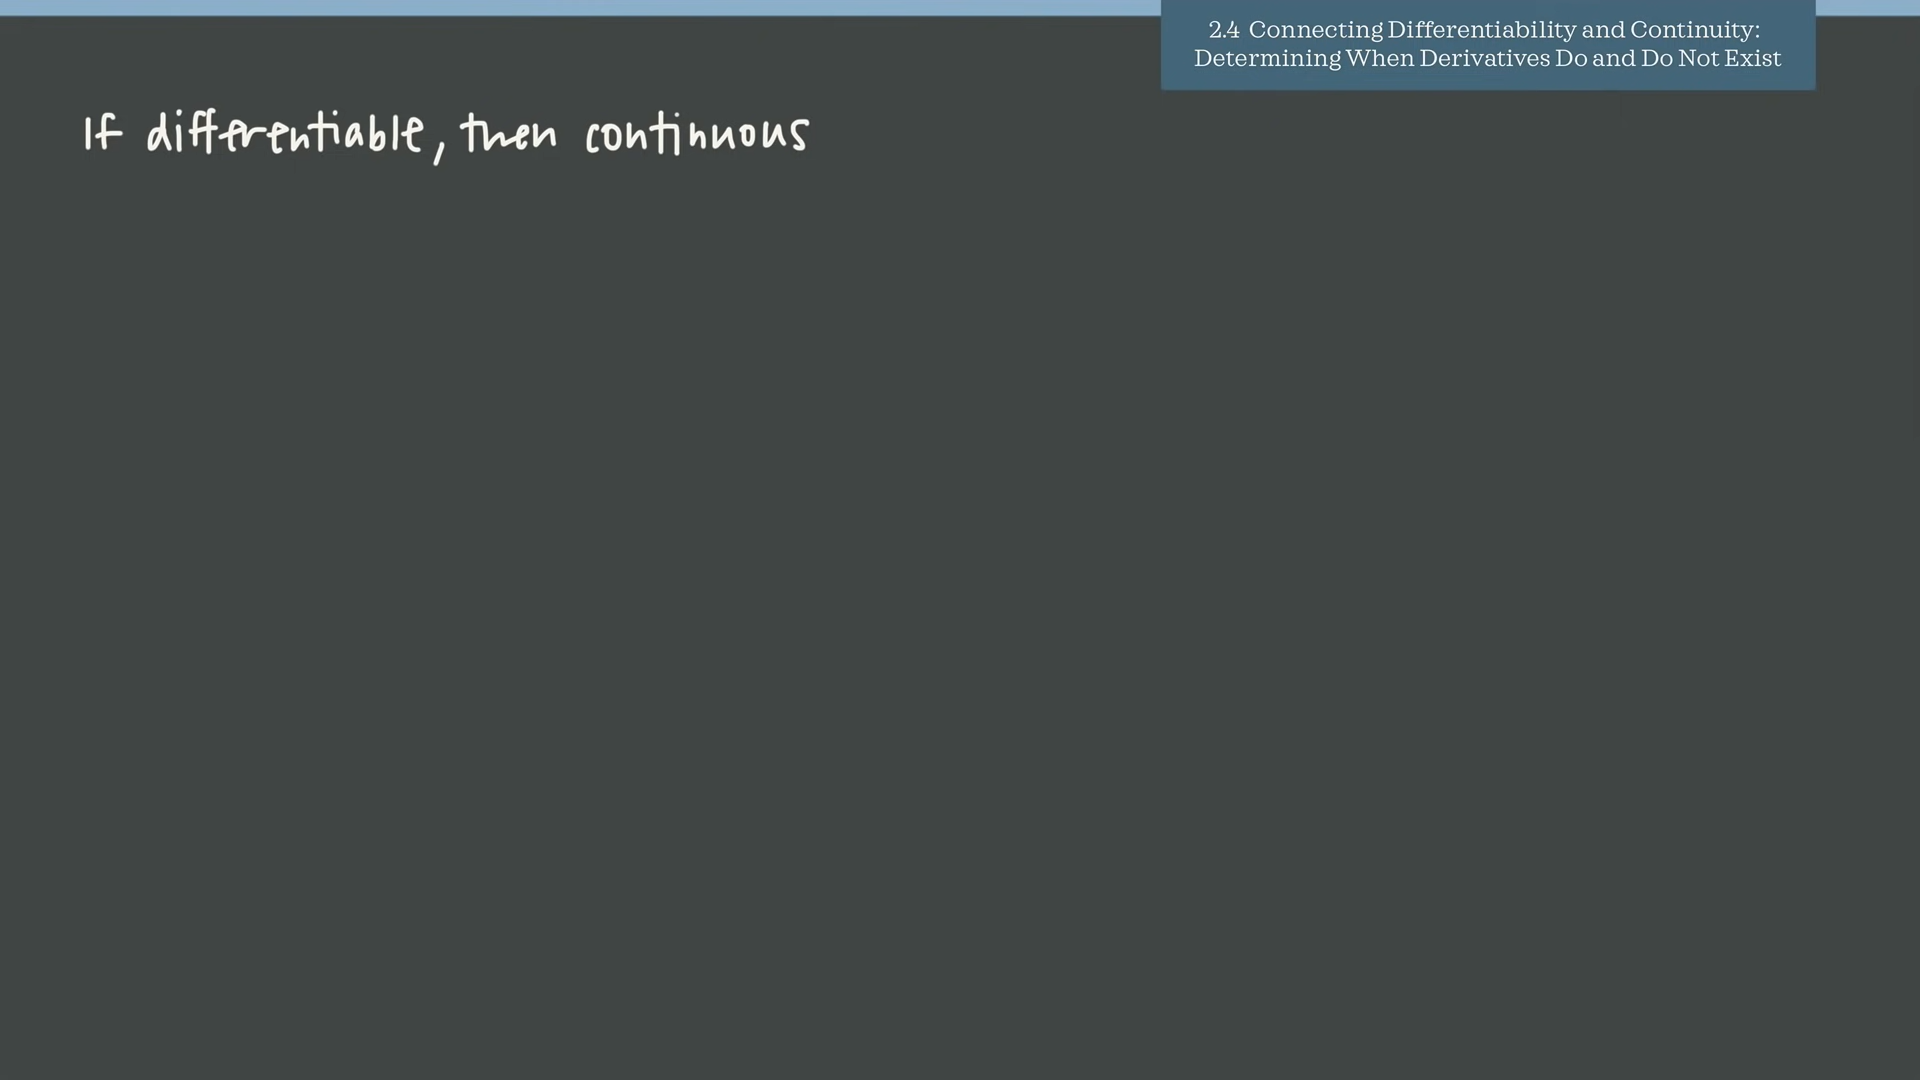 2.4 Connecting Differentiability and Continuity:
Determining When Derivatives Do and Do Not Exist
If differentiable, then continuous